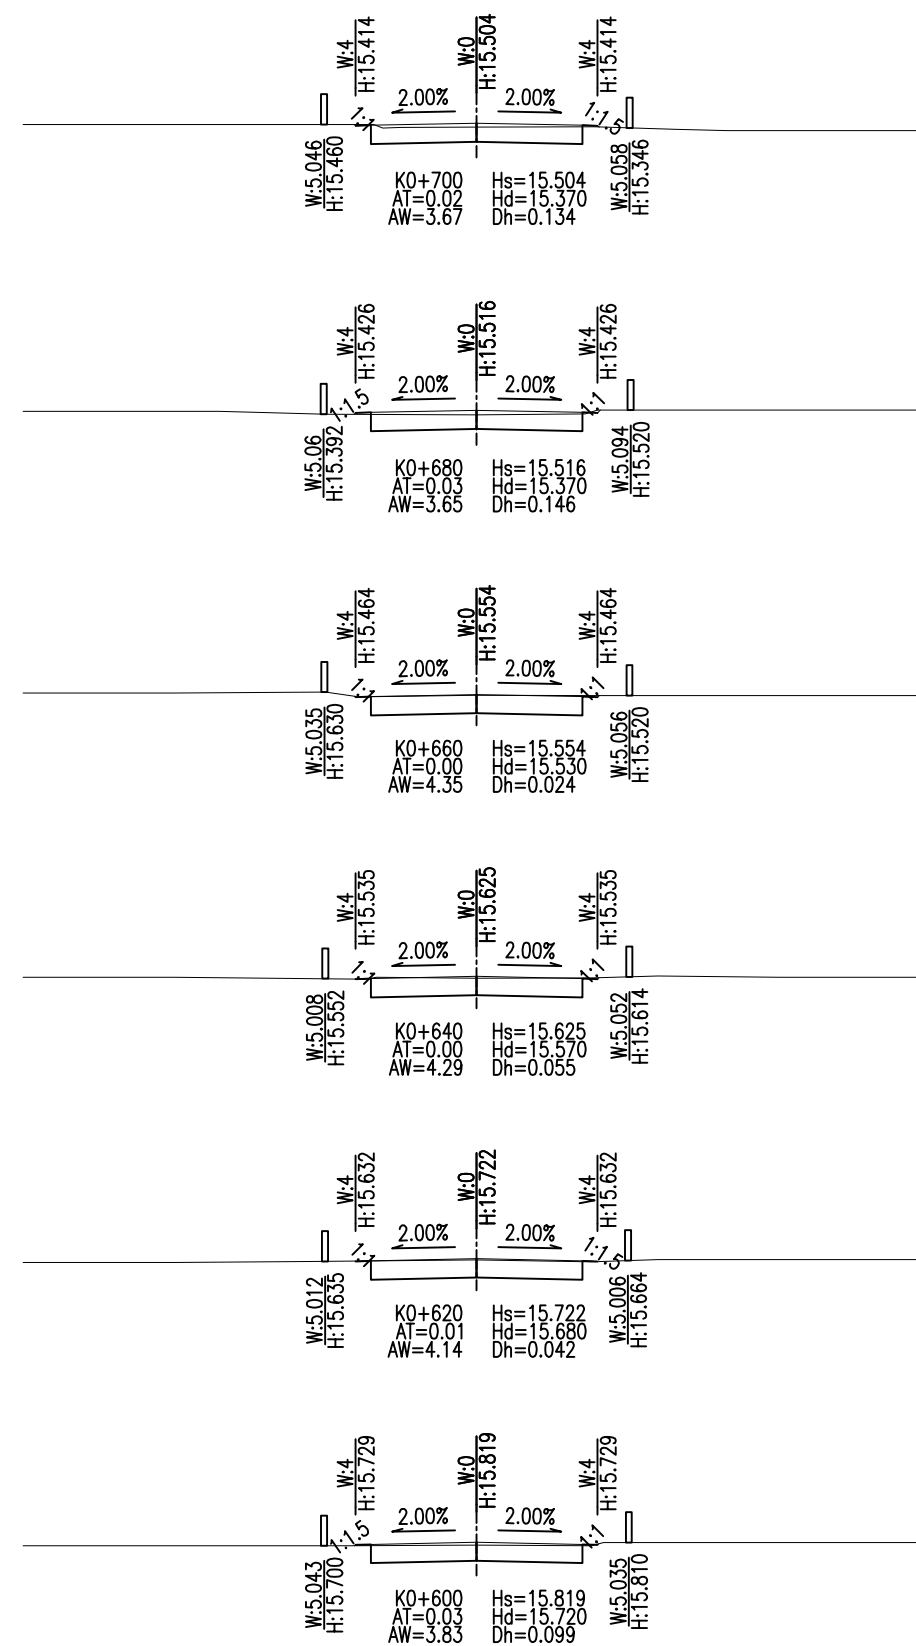 W:4
H:15.414
W:0
H:15.504
W:4
H:15.414
2.00%
2.00%
1:1
1:1.5
W:5.046
H:15.460
W:5.058
H:15.346
K0+700 Hs=15.504
AT=0.02 Hd=15.370
AW=3.67 Dh=0.134
W:4
H:15.426
W:0
H:15.516
W:4
H:15.426
2.00%
2.00%
1:1.5
1:1
W:5.06
H:15.392
W:5.094
H:15.520
K0+680 Hs=15.516
AT=0.03 Hd=15.370
AW=3.65 Dh=0.146
W:4
H:15.464
W:0
H:15.554
W:4
H:15.464
2.00%
2.00%
1:1
1:1
W:5.035
H:15.630
W:5.056
H:15.520
K0+660 Hs=15.554
AT=0.00 Hd=15.530
AW=4.35 Dh=0.024
W:4
H:15.535
W:0
H:15.625
W:4
H:15.535
2.00%
2.00%
1:1
1:1
W:5.008
H:15.552
W:5.052
H:15.614
K0+640 Hs=15.625
AT=0.00 Hd=15.570
AW=4.29 Dh=0.055
W:4
H:15.632
W:0
H:15.722
W:4
H:15.632
2.00%
2.00%
1:1
1:1.5
W:5.012
H:15.635
W:5.006
H:15.664
K0+620 Hs=15.722
AT=0.01 Hd=15.680
AW=4.14 Dh=0.042
W:4
H:15.729
W:0
H:15.819
W:4
H:15.729
2.00%
2.00%
1:1.5
1:1
W:5.043
H:15.700
W:5.035
H:15.810
K0+600 Hs=15.819
AT=0.03 Hd=15.720
AW=3.83 Dh=0.099